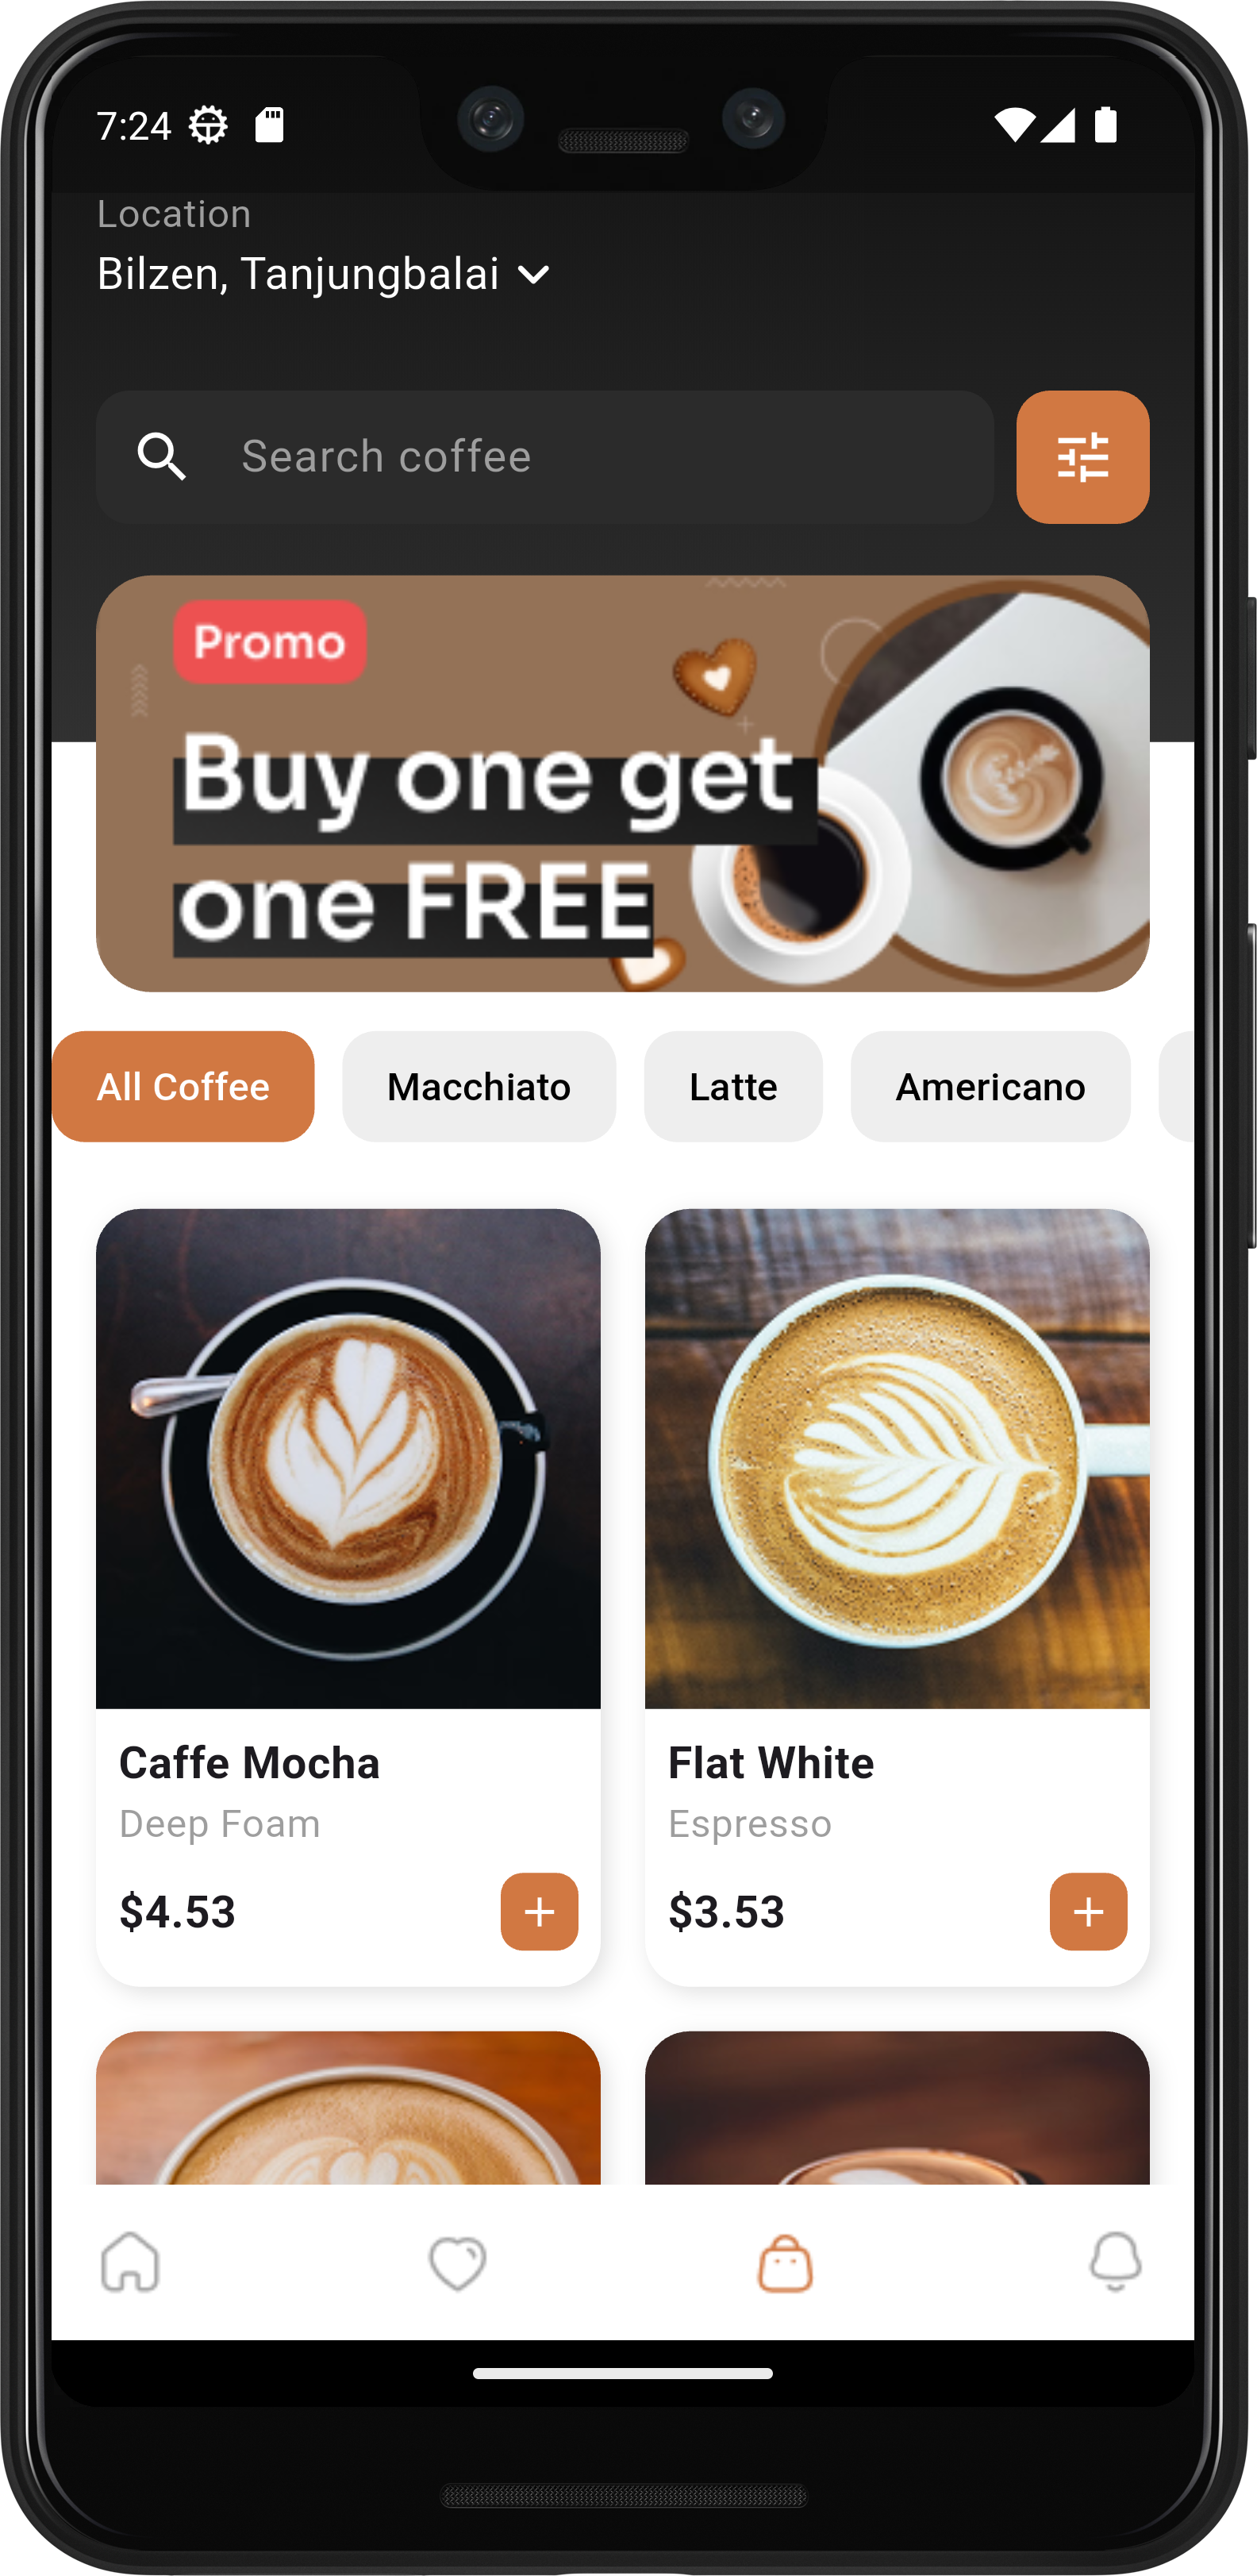 7:24
Location
Bilzen, Tanjungbalai
Search coffee
Promo
Buy one get
one FREE
All Coffee
Macchiato
Latte
Americano
Caffe Mocha
Deep Foam
$4.53
Flat White
Espresso
$3.53